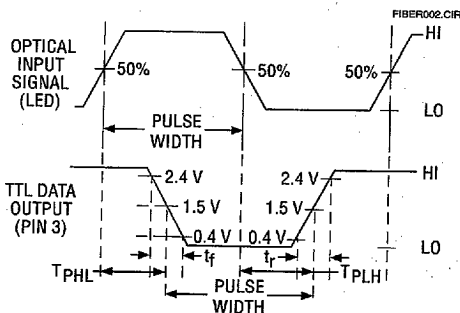 FIBER002.CIR
OPTICAL
INPUT
SIGNAL
(LED)
50%
50%
50%
HI
LO
PULSE
WIDTH
TTL DATA
OUTPUT
(PIN 3)
2.4 V
1.5 V
0.4 V
2.4 V
1.5 V
0.4 V
HI
LO
TPHL
tf
tr
TPLH
PULSE
WIDTH